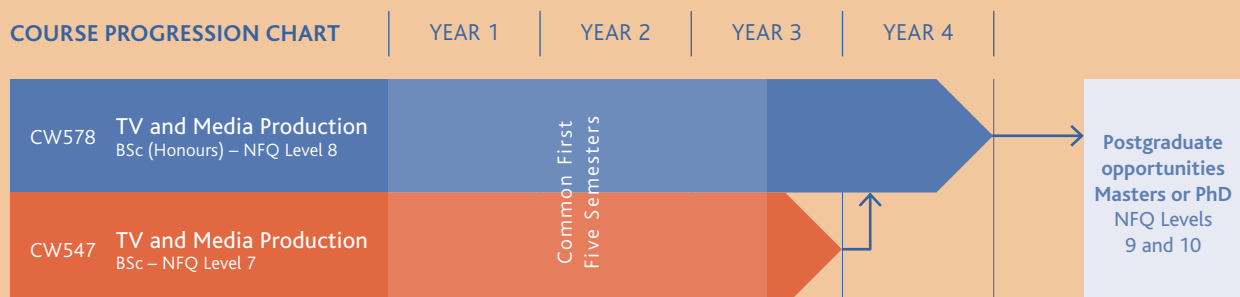 COURSE PROGRESSION CHART
YEAR 1
YEAR 2
YEAR 3
YEAR 4
CW578
TV and Media Production
BSc (Honours) – NFQ Level 8
CW547
TV and Media Production
BSc – NFQ Level 7
Common First
Five Semesters
Postgraduate
opportunities
Masters or PhD
NFQ Levels
9 and 10